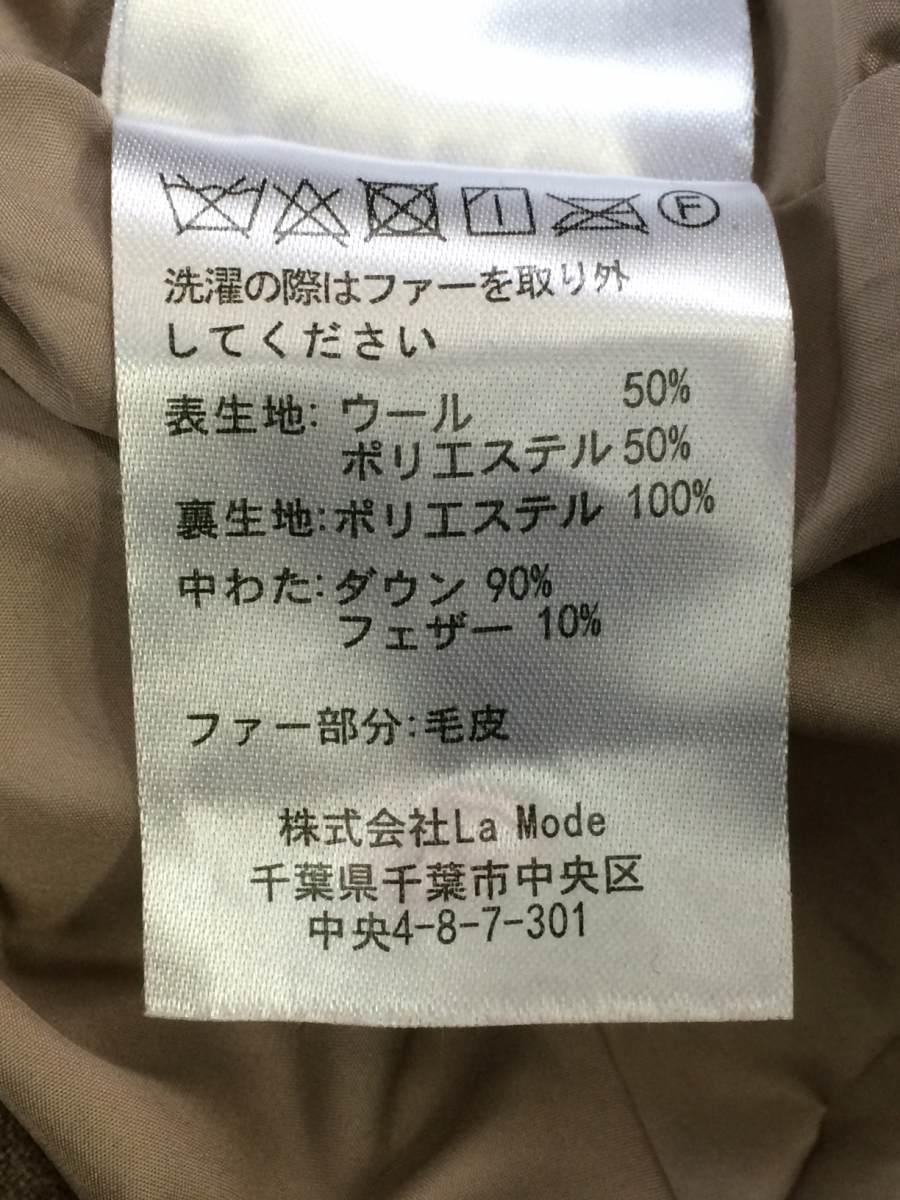 F
洗濯の際はファーを取り外
してください
表生地: ウール 50%
ポリエステル 50%
裏生地:ポリエステル 100%
中わた:ダウン 90%
フェザー 10%
ファー部分:毛皮
株式会社La Mode
千葉県千葉市中央区
中央4-8-7-301